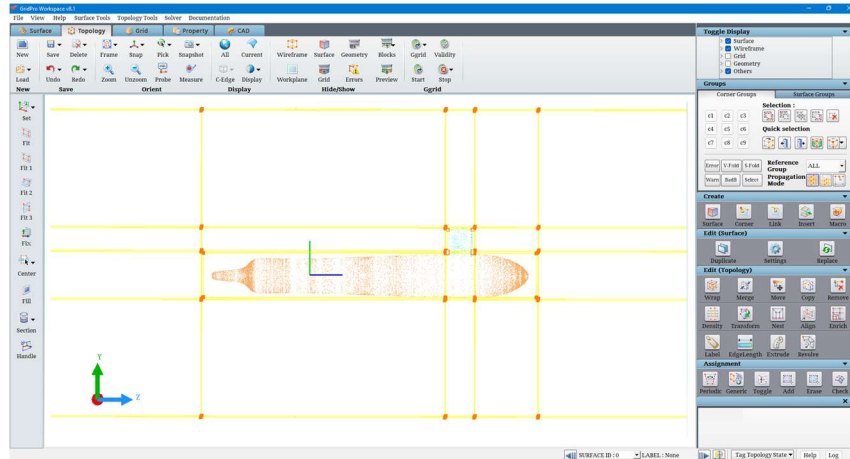 GridPro Workspace v8.1
File View Help Surface Tools Topology Tools Solver Documentation
Surface Topology Grid Property CAD
New Save Delete Frame Snap Pick Snapshot All Current Wireframe Surface Geometry Blocks Ggrid Validity
Load Undo Redo Zoom Unzoom Probe Measure C-Edge Display Workplane Grid Errors Preview Start Stop
New Save Orient Display Hide/Show Ggrid
Set
Fit
Fit 1
Fit 2
Fit 3
Center
Fill
Section
Handle
Y
Z
Toggle Display
Surface
Wireframe
Grid
Geometry
Others
Groups
Corner Groups Surface Groups
Selection :
c1 c2 c3
c4 c5 c6 Quick selection
c7 c8 c9
Error V-Fold S-Fold Reference Group ALL
Warn BadB Select Propagation Mode
Create
Surface Corner Link Insert Macro
Edit (Surface)
Duplicate Settings Replace
Edit (Topology)
Wrap Merge Move Copy Remove
Density Transform Nest Align Enrich
Label EdgeLength Extrude Revolve
Assignment
Periodic Generic Toggle Add Erase Check
SURFACE ID : 0 LABEL : None Tag Topology State Help Log